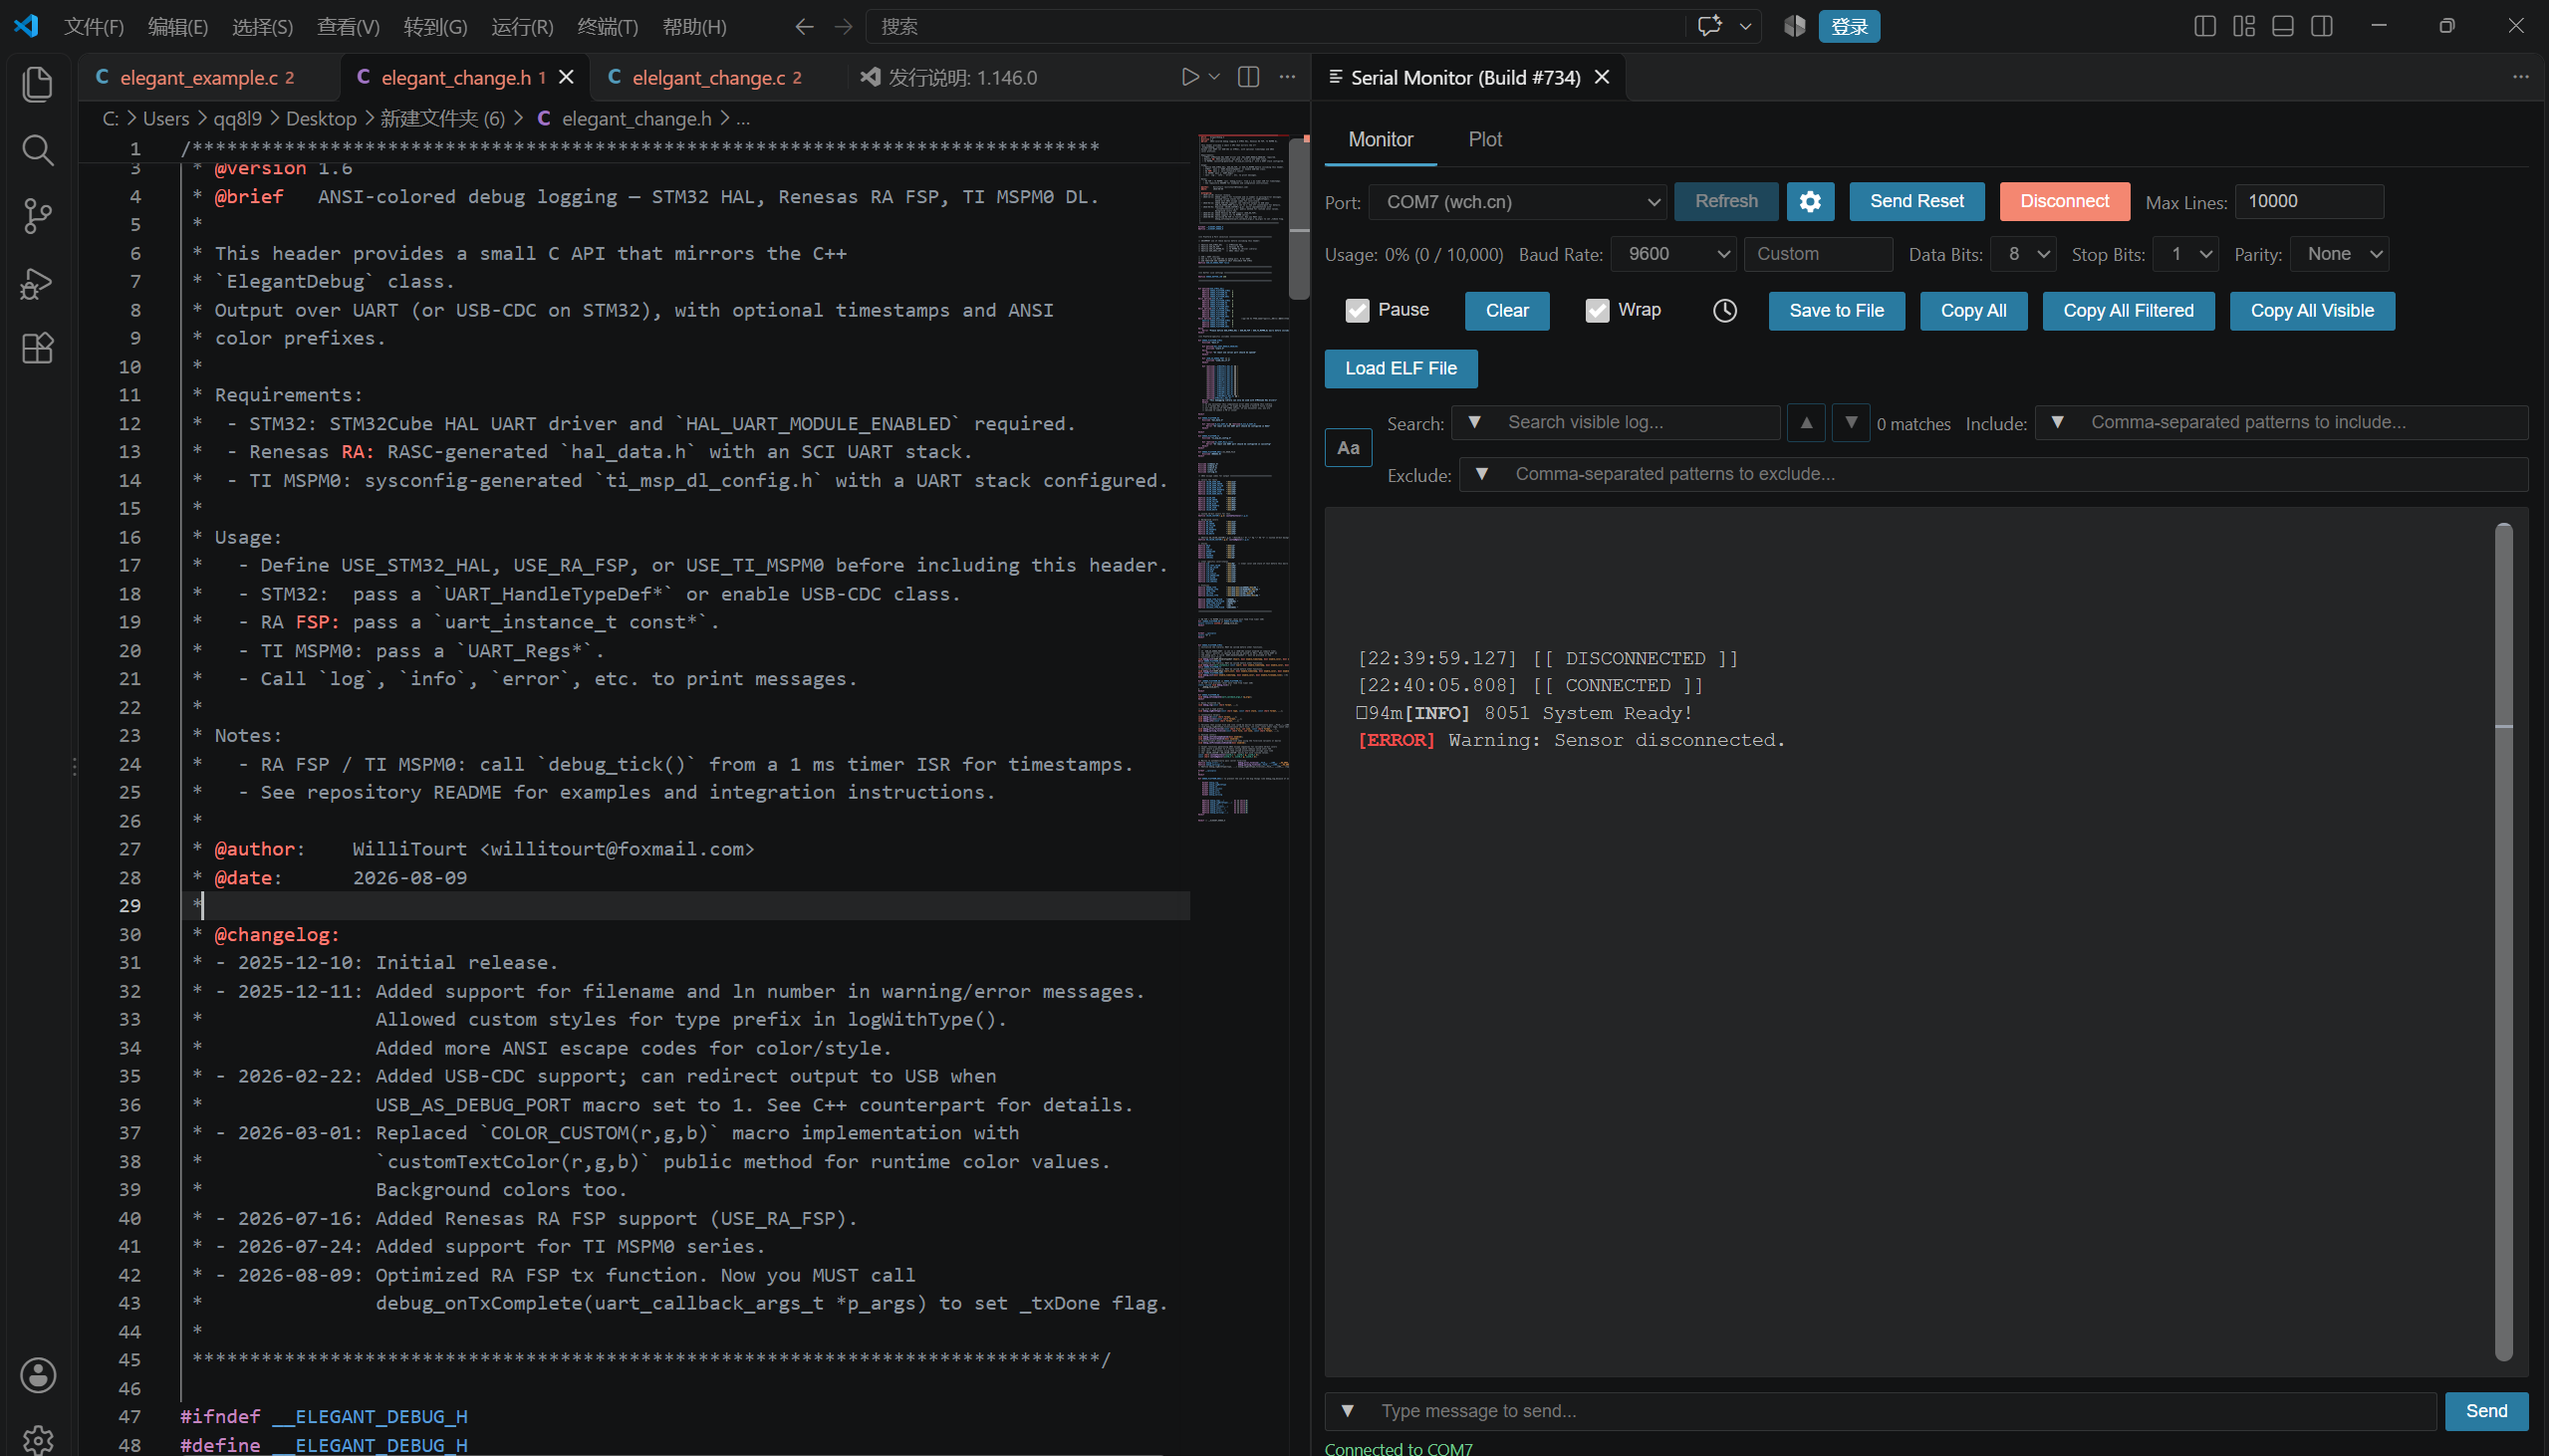 文件(F) 编辑(E) 选择(S) 查看(V) 转到(G) 运行(R) 终端(T) 帮助(H) 搜索 登录
elegant_example.c 2 elegant_change.h 1 elelgant_change.c 2 发行说明: 1.146.0
C: > Users > qq8l9 > Desktop > 新建文件夹 (6) > C elegant_change.h > ...
1 /*******************************************************************************
3 * @version 1.6
4 * @brief   ANSI-colored debug logging — STM32 HAL, Renesas RA FSP, TI MSPM0 DL.
5 *
6 * This header provides a small C API that mirrors the C++
7 * `ElegantDebug` class.
8 * Output over UART (or USB-CDC on STM32), with optional timestamps and ANSI
9 * color prefixes.
10 *
11 * Requirements:
12 *  - STM32: STM32Cube HAL UART driver and `HAL_UART_MODULE_ENABLED` required.
13 *  - Renesas RA: RASC-generated `hal_data.h` with an SCI UART stack.
14 *  - TI MSPM0: sysconfig-generated `ti_msp_dl_config.h` with a UART stack configured.
15 *
16 * Usage:
17 *   - Define USE_STM32_HAL, USE_RA_FSP, or USE_TI_MSPM0 before including this header.
18 *   - STM32:  pass a `UART_HandleTypeDef*` or enable USB-CDC class.
19 *   - RA FSP: pass a `uart_instance_t const*`.
20 *   - TI MSPM0: pass a `UART_Regs*`.
21 *   - Call `log`, `info`, `error`, etc. to print messages.
22 *
23 * Notes:
24 *   - RA FSP / TI MSPM0: call `debug_tick()` from a 1 ms timer ISR for timestamps.
25 *   - See repository README for examples and integration instructions.
26 *
27 * @author:    WilliTourt <willitourt@foxmail.com>
28 * @date:      2026-08-09
29 *
30 * @changelog:
31 * - 2025-12-10: Initial release.
32 * - 2025-12-11: Added support for filename and ln number in warning/error messages.
33 *               Allowed custom styles for type prefix in logWithType().
34 *               Added more ANSI escape codes for color/style.
35 * - 2026-02-22: Added USB-CDC support; can redirect output to USB when
36 *               USB_AS_DEBUG_PORT macro set to 1. See C++ counterpart for details.
37 * - 2026-03-01: Replaced `COLOR_CUSTOM(r,g,b)` macro implementation with
38 *               `customTextColor(r,g,b)` public method for runtime color values.
39 *               Background colors too.
40 * - 2026-07-16: Added Renesas RA FSP support (USE_RA_FSP).
41 * - 2026-07-24: Added support for TI MSPM0 series.
42 * - 2026-08-09: Optimized RA FSP tx function. Now you MUST call
43 *               debug_onTxComplete(uart_callback_args_t *p_args) to set _txDone flag.
44 *
45 *******************************************************************************/
46
47 #ifndef __ELEGANT_DEBUG_H
48 #define __ELEGANT_DEBUG_H
Serial Monitor (Build #734)
Monitor Plot
Port: COM7 (wch.cn) Refresh Send Reset Disconnect Max Lines: 10000
Usage: 0% (0 / 10,000) Baud Rate: 9600 Custom Data Bits: 8 Stop Bits: 1 Parity: None
Pause Clear Wrap Save to File Copy All Copy All Filtered Copy All Visible
Load ELF File
Aa Search: Search visible log... 0 matches Include: Comma-separated patterns to include...
Exclude: Comma-separated patterns to exclude...
[22:39:59.127] [[ DISCONNECTED ]]
[22:40:05.808] [[ CONNECTED ]]
□94m[INFO] 8051 System Ready!
[ERROR] Warning: Sensor disconnected.
Type message to send... Send
Connected to COM7